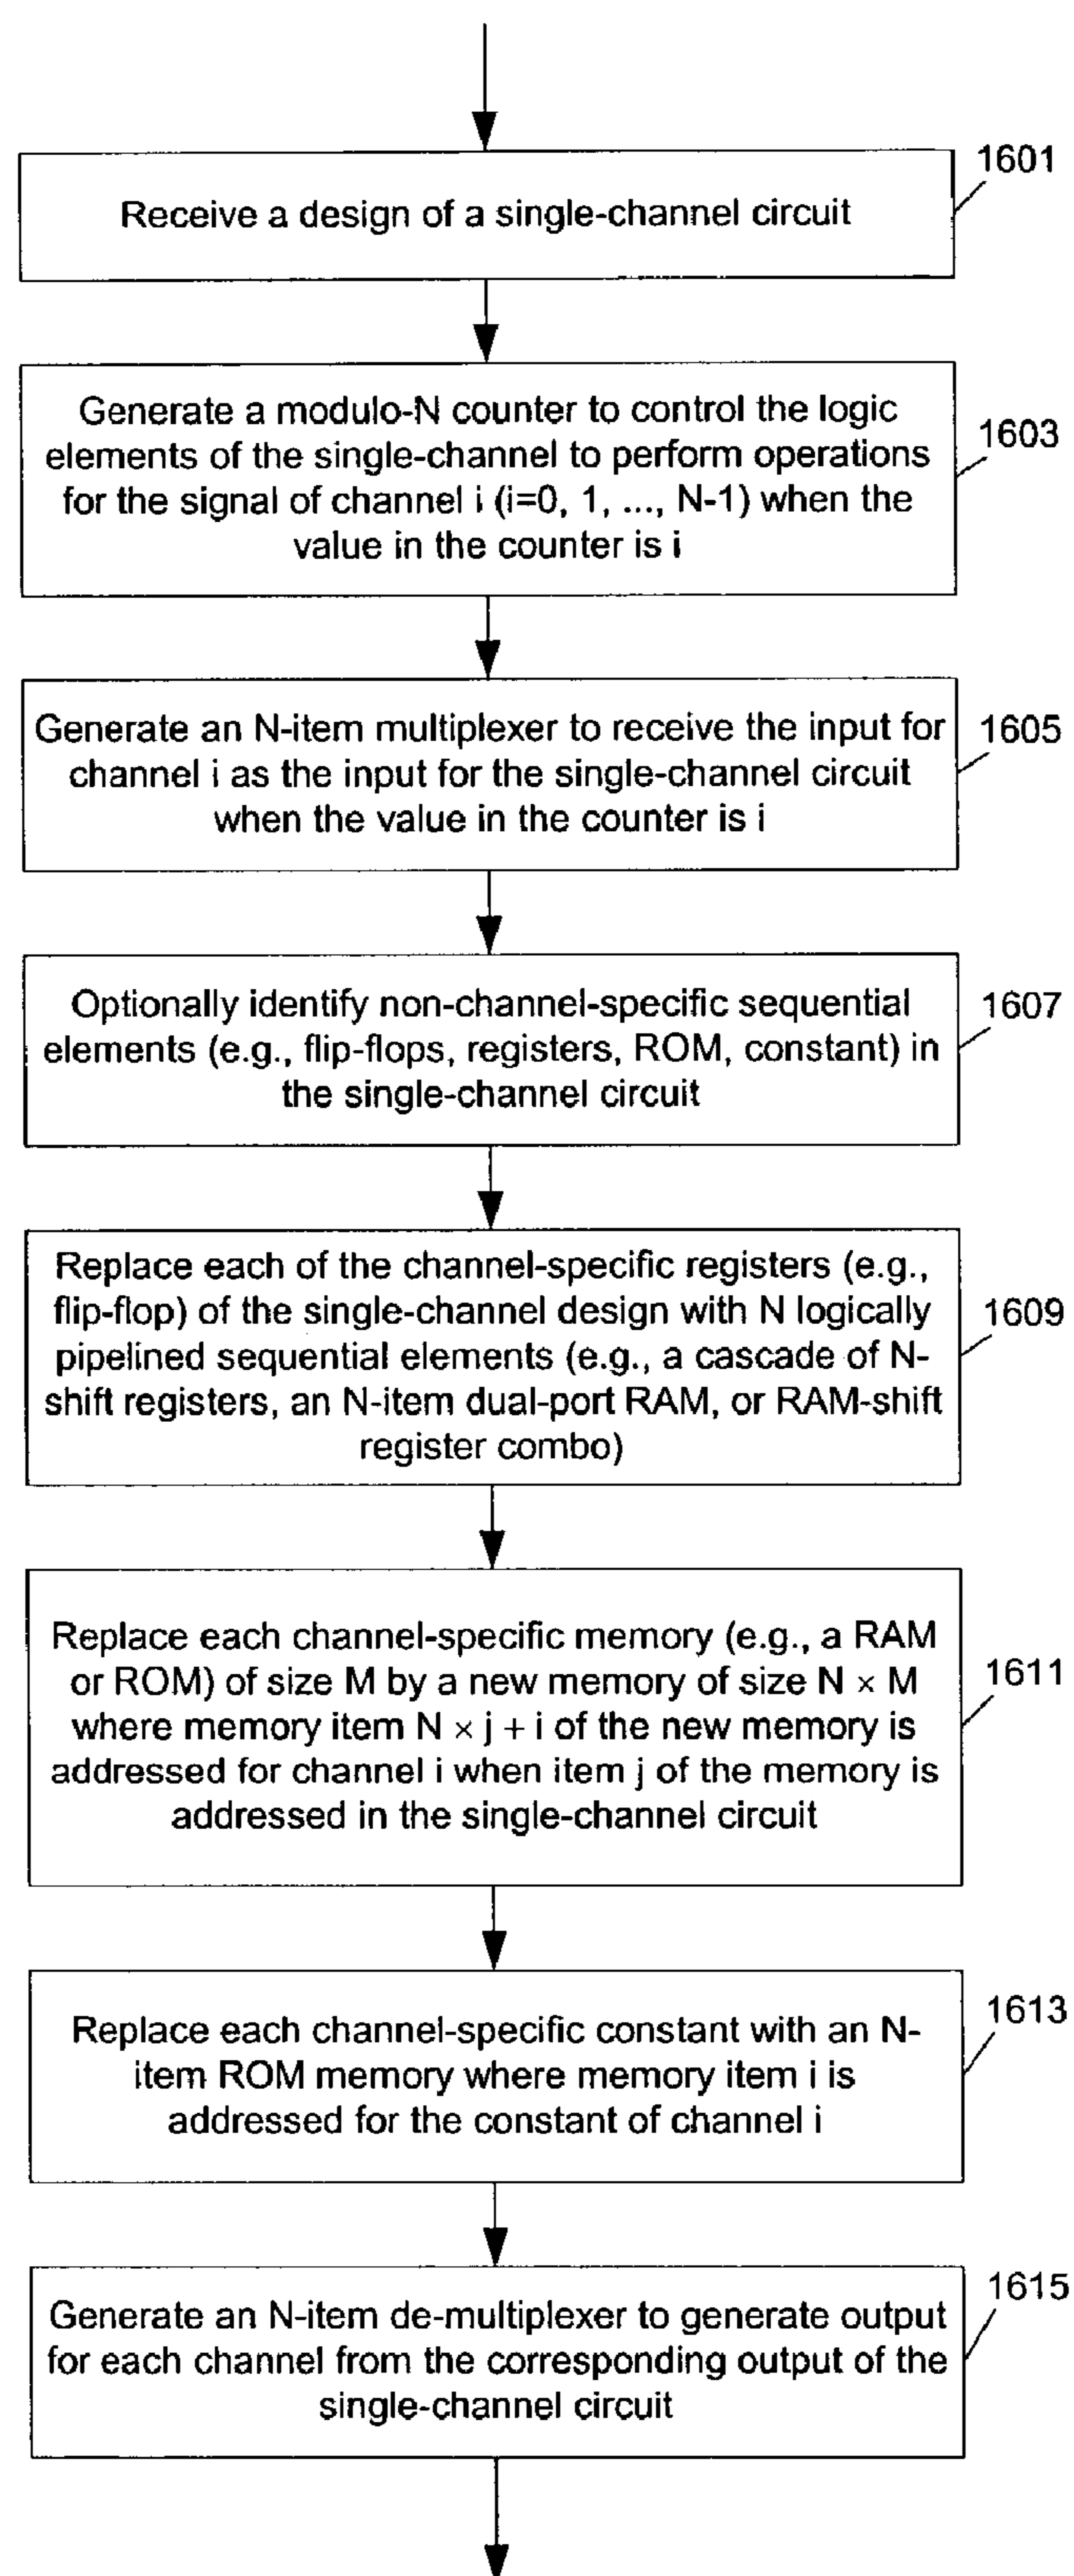 1601
Receive a design of a single-channel circuit
1603
Generate a modulo-N counter to control the logic
elements of the single-channel to perform operations
for the signal of channel i (i=0, 1, ..., N-1) when the
value in the counter is i
1605
Generate an N-item multiplexer to receive the input for
channel i as the input for the single-channel circuit
when the value in the counter is i
1607
Optionally identify non-channel-specific sequential
elements (e.g., flip-flops, registers, ROM, constant) in
the single-channel circuit
1609
Replace each of the channel-specific registers (e.g.,
flip-flop) of the single-channel design with N logically
pipelined sequential elements (e.g., a cascade of N-
shift registers, an N-item dual-port RAM, or RAM-shift
register combo)
1611
Replace each channel-specific memory (e.g., a RAM
or ROM) of size M by a new memory of size N × M
where memory item N × j + i of the new memory is
addressed for channel i when item j of the memory is
addressed in the single-channel circuit
1613
Replace each channel-specific constant with an N-
item ROM memory where memory item i is
addressed for the constant of channel i
1615
Generate an N-item de-multiplexer to generate output
for each channel from the corresponding output of the
single-channel circuit